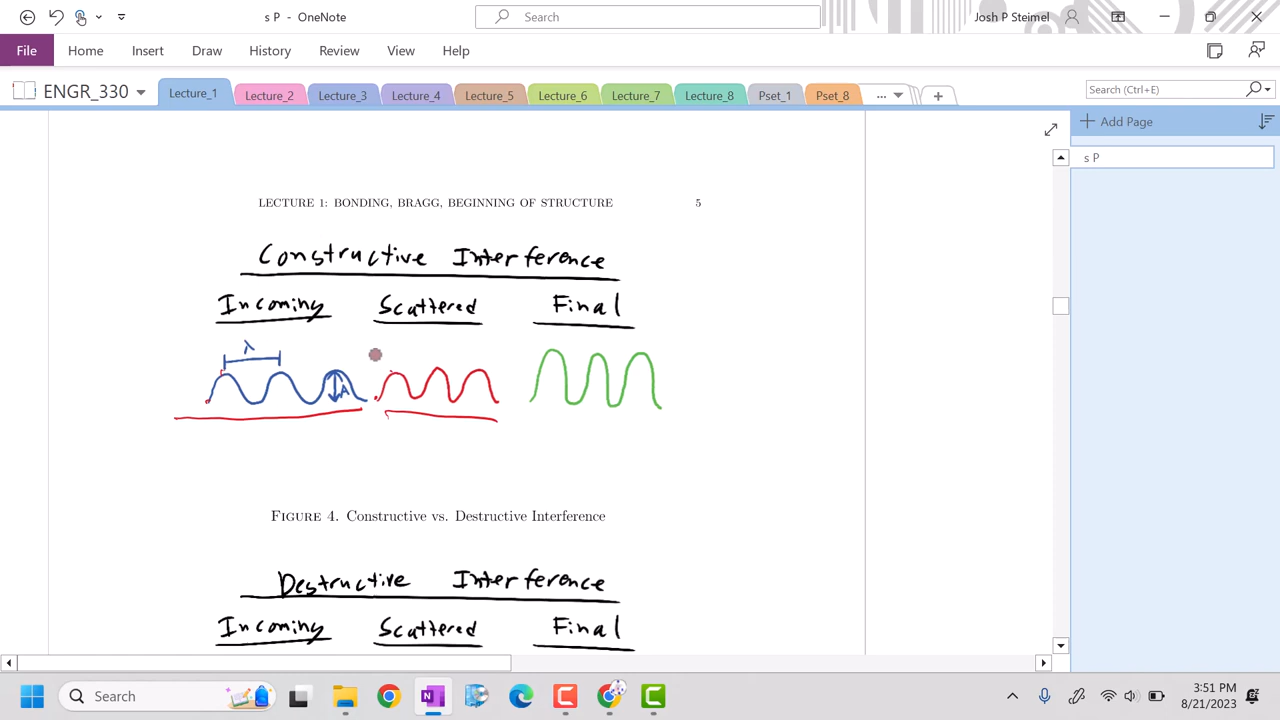 s P - OneNote
Search
Josh P Steimel
File
Home
Insert
Draw
History
Review
View
Help
ENGR_330
Lecture_1
Lecture_2
Lecture_3
Lecture_4
Lecture_5
Lecture_6
Lecture_7
Lecture_8
Pset_1
Pset_8
...
Search (Ctrl+E)
Add Page
s P
LECTURE 1: BONDING, BRAGG, BEGINNING OF STRUCTURE 5
Constructive Interference
Incoming Scattered Final
λ
A
FIGURE 4. Constructive vs. Destructive Interference
Destructive Interference
Incoming Scattered Final
Search
3:51 PM
8/21/2023